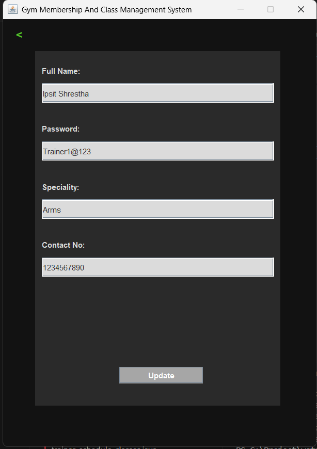 Gym Membership And Class Management System
<
Full Name:
Ipsit Shrestha
Password:
Trainer1@123
Speciality:
Arms
Contact No:
1234567890
Update